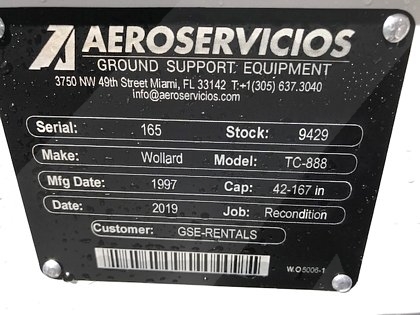 AEROSERVICIOS
GROUND SUPPORT EQUIPMENT
3750 NW 49th Street Miami, FL 33142 T:+1(305) 637.3040
info@aeroservicios.com
Serial: 165 Stock: 9429
Make: Wollard Model: TC-888
Mfg Date: 1997 Cap: 42-167 in
Date: 2019 Job: Recondition
Customer: GSE-RENTALS
W.O 5006-1